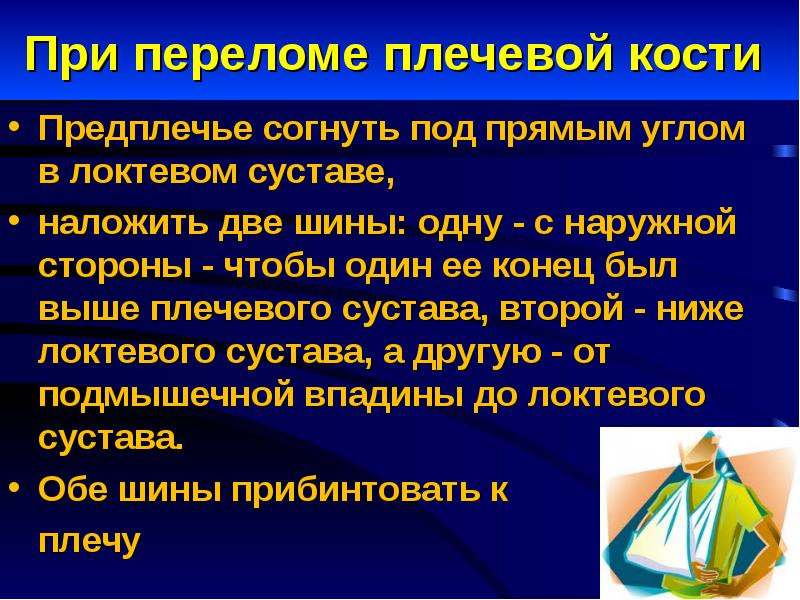 При переломе плечевой кости
• Предплечье согнуть под прямым углом
в локтевом суставе,
• наложить две шины: одну - с наружной
стороны - чтобы один ее конец был
выше плечевого сустава, второй - ниже
локтевого сустава, а другую - от
подмышечной впадины до локтевого
сустава.
• Обе шины прибинтовать к
плечу